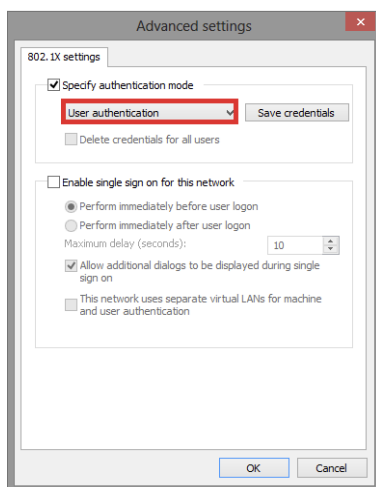 Advanced settings
802.1X settings
Specify authentication mode
User authentication
Save credentials
Delete credentials for all users
Enable single sign on for this network
Perform immediately before user logon
Perform immediately after user logon
Maximum delay (seconds):
10
Allow additional dialogs to be displayed during single
sign on
This network uses separate virtual LANs for machine
and user authentication
OK
Cancel